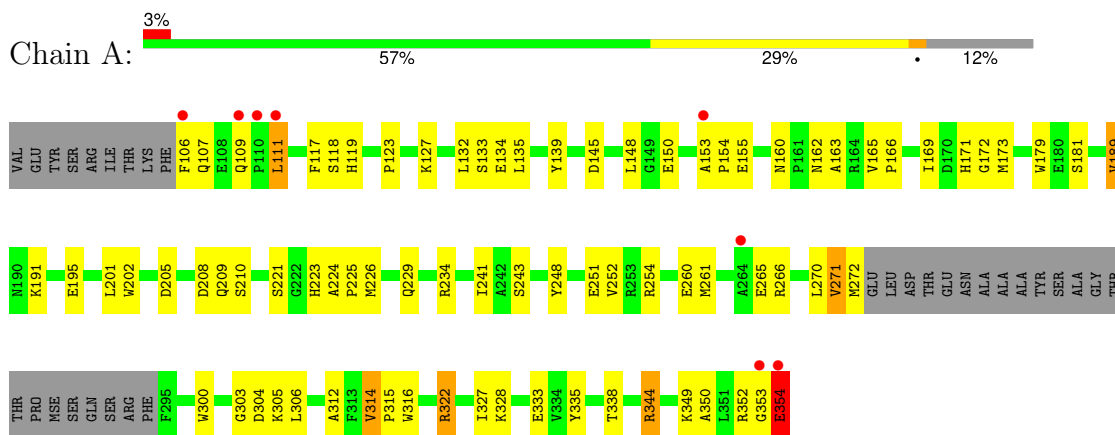 3%
Chain A:
57% 29% • 12%
VAL GLU TYR SER ARG ILE THR LYS PHE F106 Q107 E108 Q109 P110 L111 F117 S118 H119 P123 K127 L132 S133 E134 L135 Y139 D145 L148 G149 E150 A153 P154 E155 N160 P161 N162 A163 R164 V165 P166 I169 D170 H171 G172 M173 W179 E180 S181 V189
N190 K191 E195 L201 W202 D205 D208 Q209 S210 S221 G222 H223 A224 P225 M226 Q229 R234 I241 A242 S243 Y248 E251 V252 R253 R254 E260 M261 A264 E265 R266 L270 V271 M272 GLU LEU ASP THR GLU ASN ALA ALA ALA TYR SER ALA GLY THR
THR PRO MSE SER GLN SER ARG PHE F295 W300 G303 D304 K305 L306 A312 F313 V314 P315 W316 R322 I327 K328 E333 V334 Y335 T338 R344 K349 A350 L351 R352 G353 E354